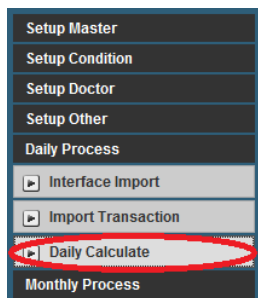 Setup Master
Setup Condition
Setup Doctor
Setup Other
Daily Process
Interface Import
Import Transaction
Daily Calculate
Monthly Process